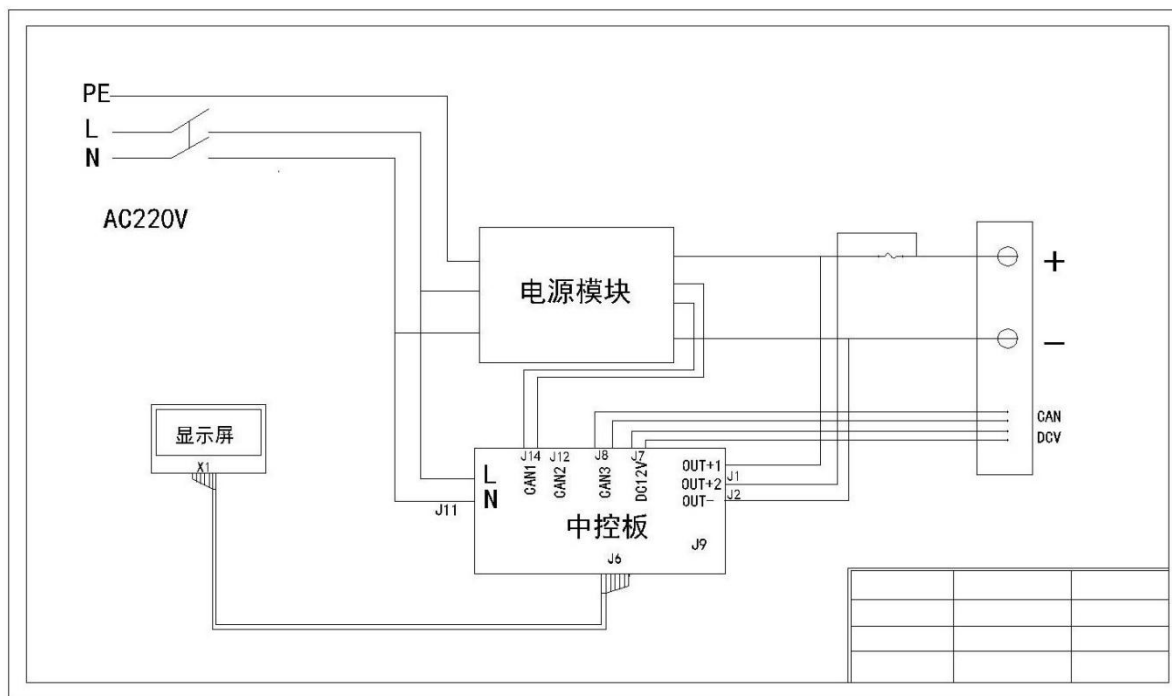 PE
L
N
AC220V
电源模块
+
−
CAN
DCV
显示屏
X1
J14
J12
J8
J7
CAN1
CAN2
CAN3
DC12V
OUT+1
OUT+2
OUT-
J1
J2
L
N
J11
中控板
J9
J6